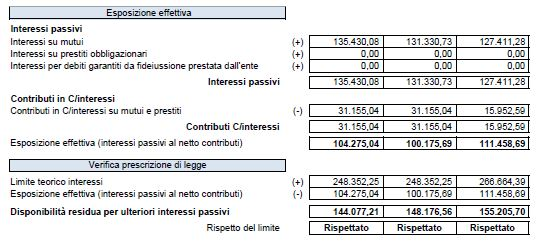 Esposizione effettiva
Interessi passivi
Interessi su mutui (+) 135.430,08 131.330,73 127.411,28
Interessi su prestiti obbligazionari (+) 0,00 0,00 0,00
Interessi per debiti garantiti da fideiussione prestata dall'ente (+) 0,00 0,00 0,00
Interessi passivi 135.430,08 131.330,73 127.411,28
Contributi in C/interessi
Contributi in C/interessi su mutui e prestiti (-) 31.155,04 31.155,04 15.952,59
Contributi C/interessi 31.155,04 31.155,04 15.952,59
Esposizione effettiva (interessi passivi al netto contributi) 104.275,04 100.175,69 111.458,69
Verifica prescrizione di legge
Limite teorico interessi (+) 248.352,25 248.352,25 266.664,39
Esposizione effettiva (interessi passivi al netto contributi) (-) 104.275,04 100.175,69 111.458,69
Disponibilità residua per ulteriori interessi passivi 144.077,21 148.176,56 155.205,70
Rispetto del limite Rispettato Rispettato Rispettato